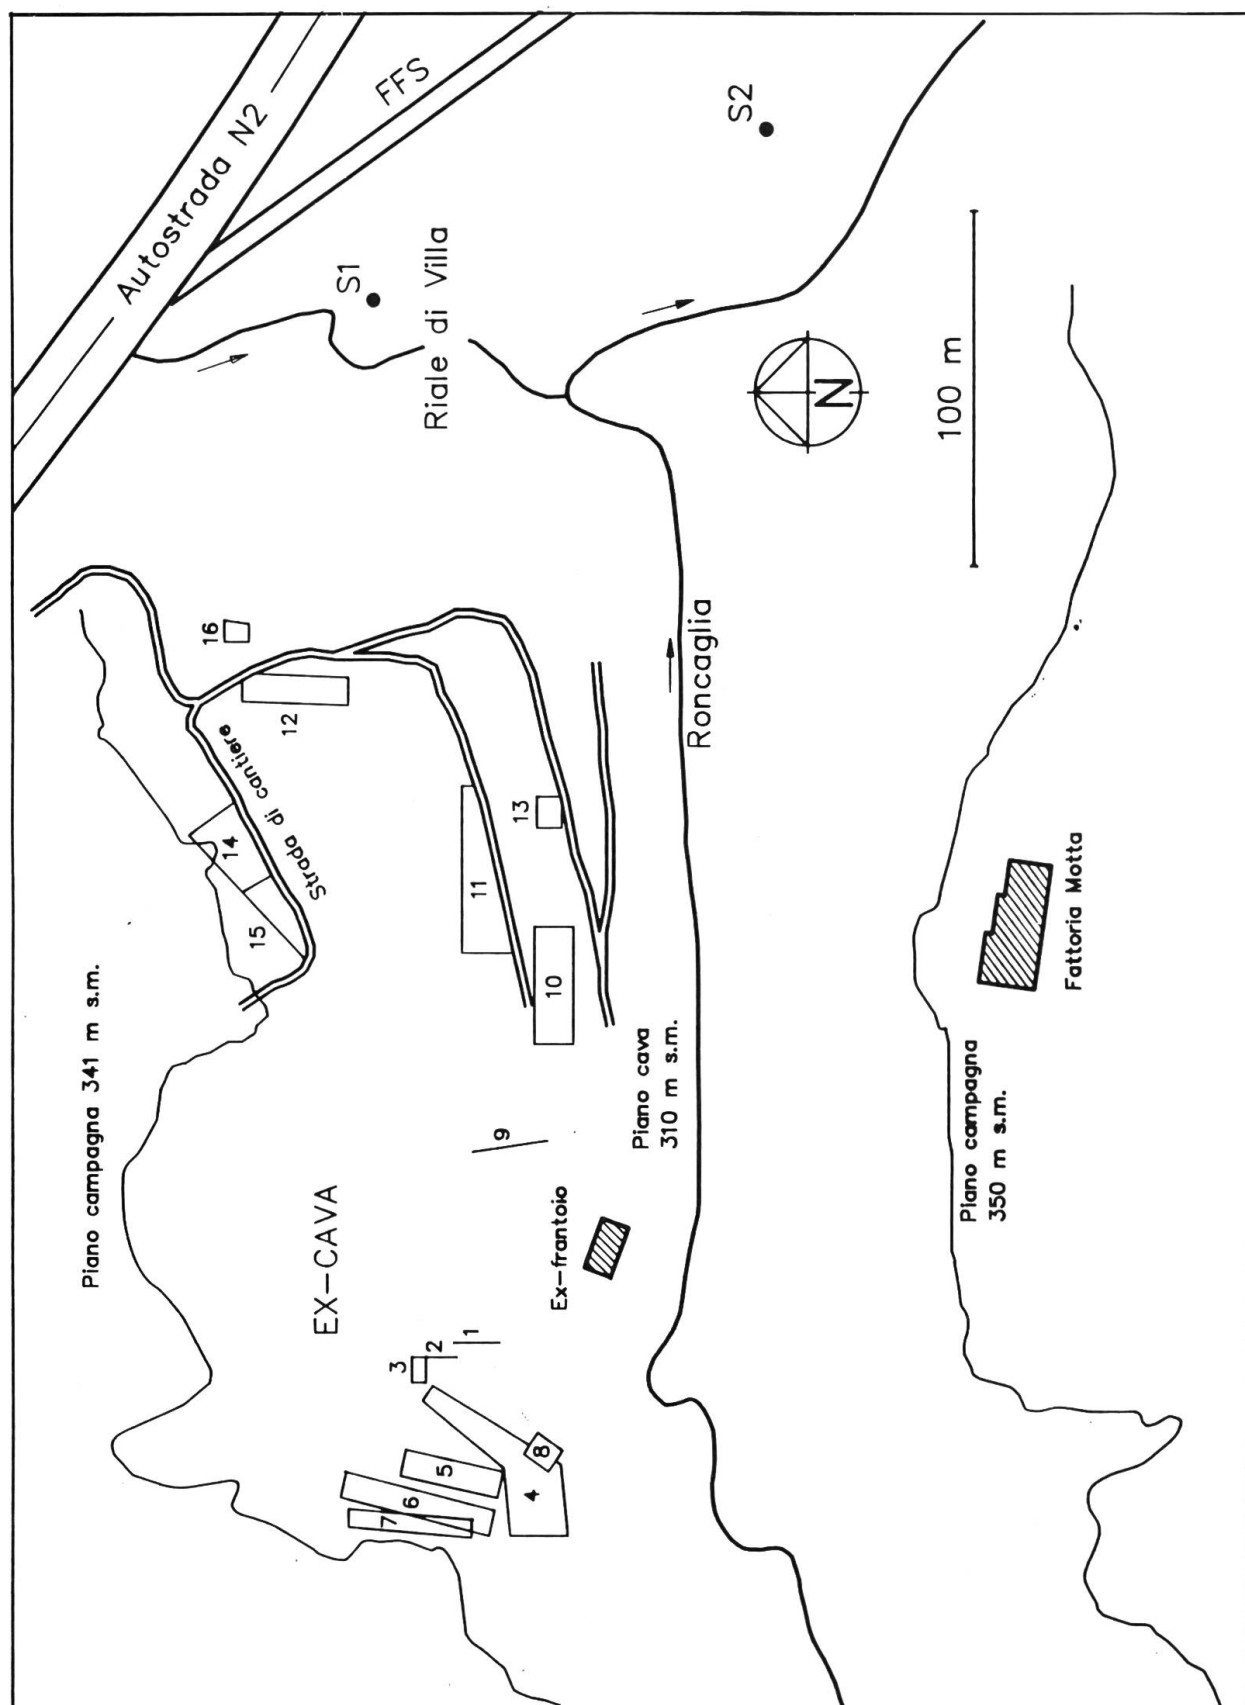 Autostrada N2
FFS
S1
S2
Riale di Villa
N
100 m
16
12
Strada di cantiere
14
15
13
11
10
Roncaglia
Piano campagna 341 m s.m.
Fattoria Motta
Piano cava
310 m s.m.
9
Piano campagna
350 m s.m.
EX-CAVA
Ex-frantoio
3
2
1
8
5
4
6
7